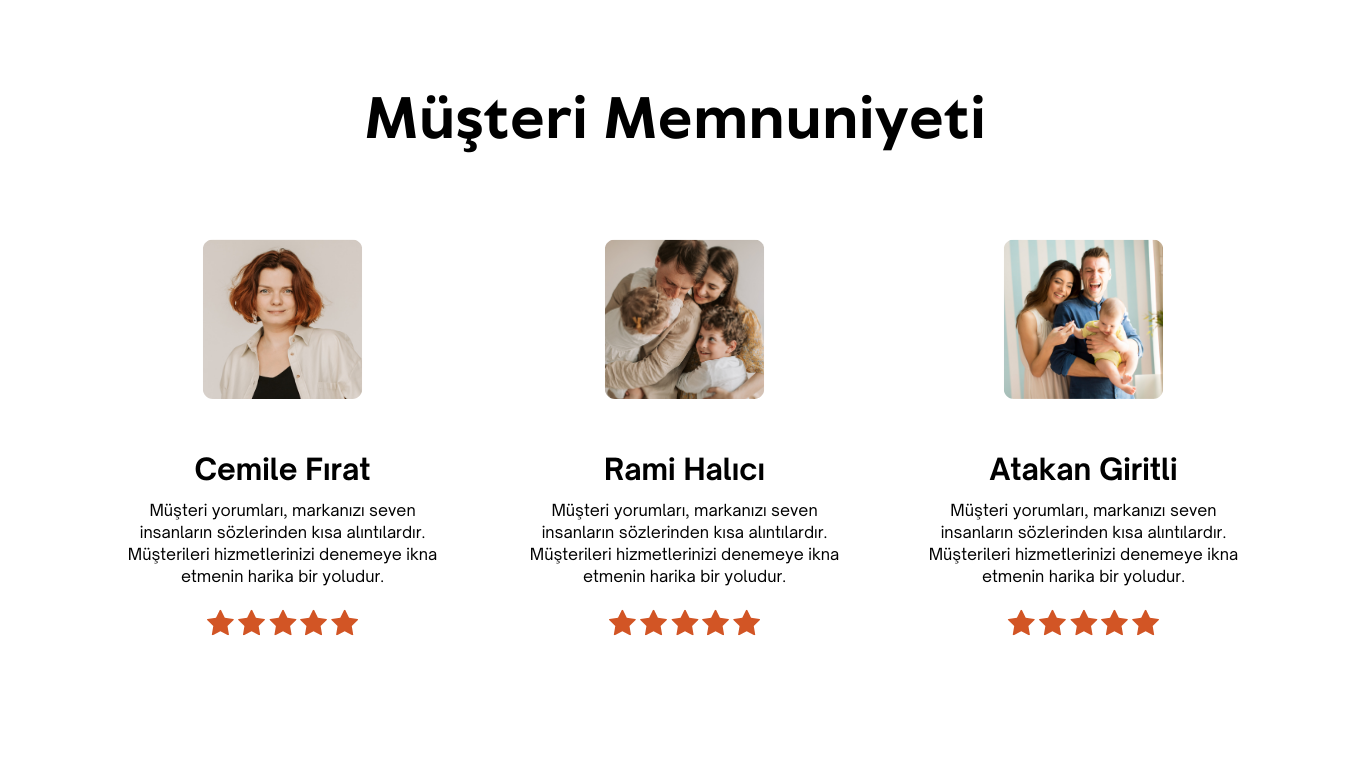 Müşteri Memnuniyeti
Cemile Fırat
Müşteri yorumları, markanızı seven
insanların sözlerinden kısa alıntılardır.
Müşterileri hizmetlerinizi denemeye ikna
etmenin harika bir yoludur.
Rami Halıcı
Müşteri yorumları, markanızı seven
insanların sözlerinden kısa alıntılardır.
Müşterileri hizmetlerinizi denemeye ikna
etmenin harika bir yoludur.
Atakan Giritli
Müşteri yorumları, markanızı seven
insanların sözlerinden kısa alıntılardır.
Müşterileri hizmetlerinizi denemeye ikna
etmenin harika bir yoludur.